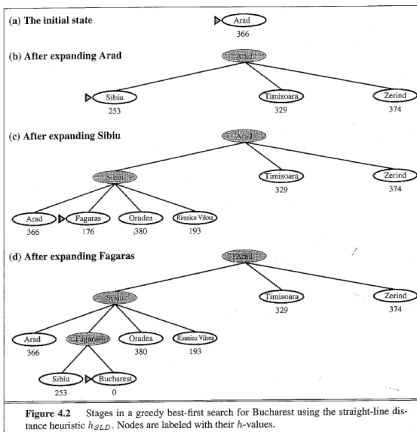 (a) The initial state
Arad
366
(b) After expanding Arad
Arad
Sibiu
Timisoara
Zerind
253
329
374
(c) After expanding Sibiu
Arad
Sibiu
Timisoara
Zerind
329
374
Arad
Fagaras
Oradea
Rimnicu Vilcea
366
176
380
193
(d) After expanding Fagaras
Arad
Sibiu
Timisoara
Zerind
329
374
Arad
Fagaras
Oradea
Rimnicu Vilcea
366
380
193
Sibiu
Bucharest
253
0
Figure 4.2 Stages in a greedy best-first search for Bucharest using the straight-line dis-
tance heuristic hSLD. Nodes are labeled with their h-values.